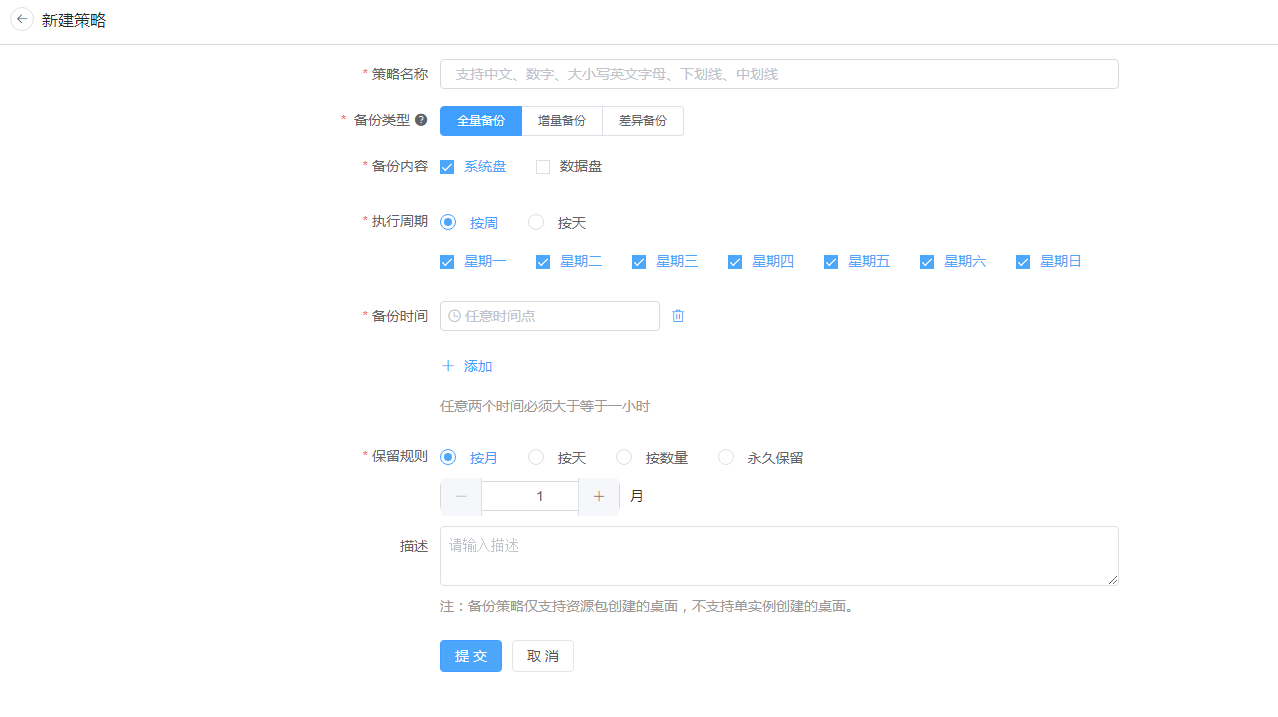 新建策略
* 策略名称 支持中文、数字、大小写英文字母、下划线、中划线
* 备份类型 ? 全量备份 增量备份 差异备份
* 备份内容 系统盘 数据盘
* 执行周期 按周 按天
星期一 星期二 星期三 星期四 星期五 星期六 星期日
* 备份时间 任意时间点
+ 添加
任意两个时间必须大于等于一小时
* 保留规则 按月 按天 按数量 永久保留
− 1 + 月
描述 请输入描述
注：备份策略仅支持资源包创建的桌面，不支持单实例创建的桌面。
提 交 取 消